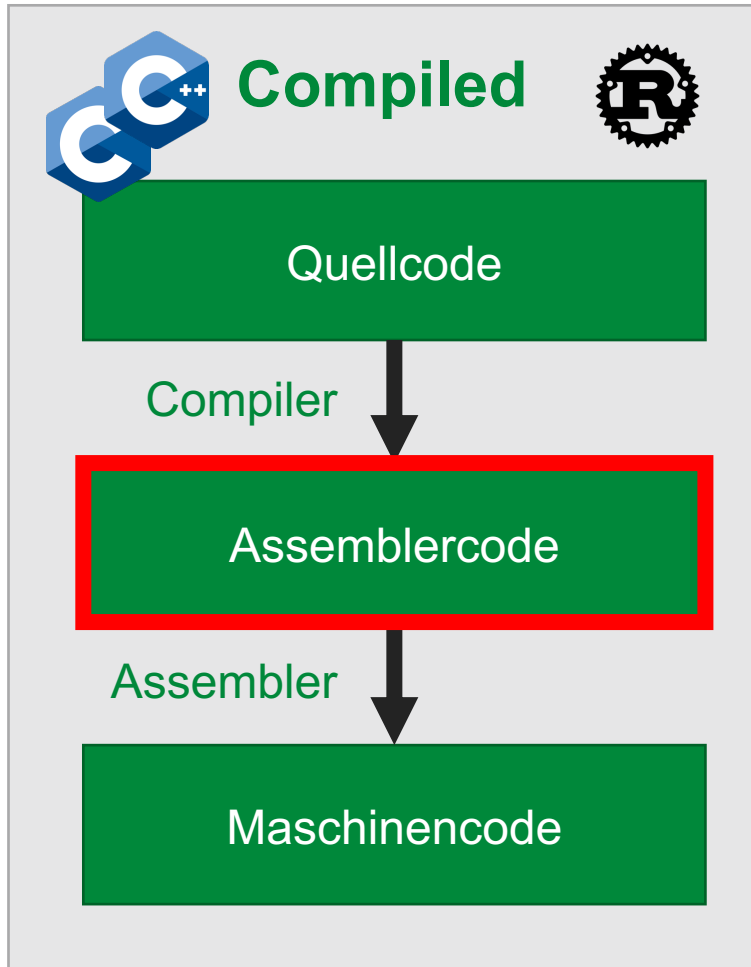 C
C++
Compiled
R
Quellcode
Compiler
Assemblercode
Assembler
Maschinencode